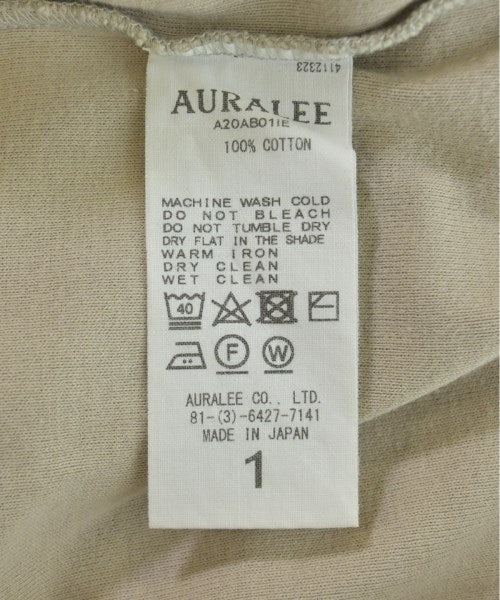 4112323
AURALEE
A20AB01IE
100% COTTON
MACHINE WASH COLD
DO NOT BLEACH
DO NOT TUMBLE DRY
DRY FLAT IN THE SHADE
WARM IRON
DRY CLEAN
WET CLEAN
40
F W
AURALEE CO., LTD.
81-(3)-6427-7141
MADE IN JAPAN
1